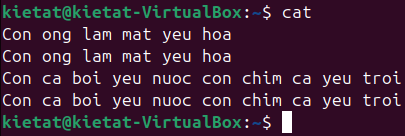 kietat@kietat-VirtualBox:~$ cat
Con ong lam mat yeu hoa
Con ong lam mat yeu hoa
Con ca boi yeu nuoc con chim ca yeu troi
Con ca boi yeu nuoc con chim ca yeu troi
kietat@kietat-VirtualBox:~$